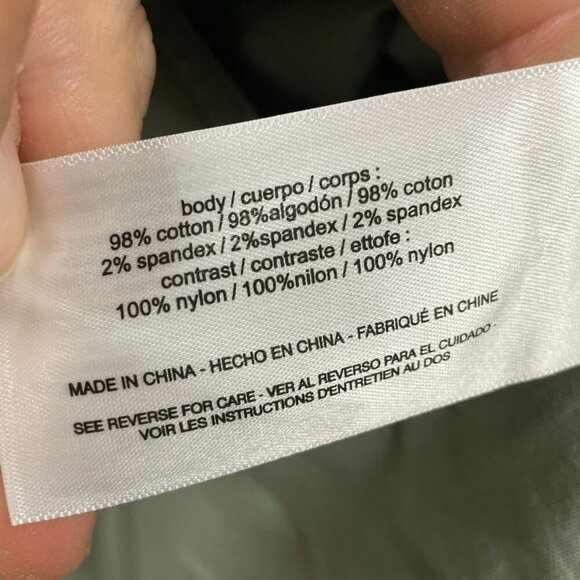 body / cuerpo / corps :
98% cotton / 98%algodón / 98% coton
2% spandex / 2%spandex / 2% spandex
contrast / contraste / ettofe :
100% nylon / 100%nilon / 100% nylon
MADE IN CHINA - HECHO EN CHINA - FABRIQUÉ EN CHINE
SEE REVERSE FOR CARE - VER AL REVERSO PARA EL CUIDADO -
VOIR LES INSTRUCTIONS D'ENTRETIEN AU DOS